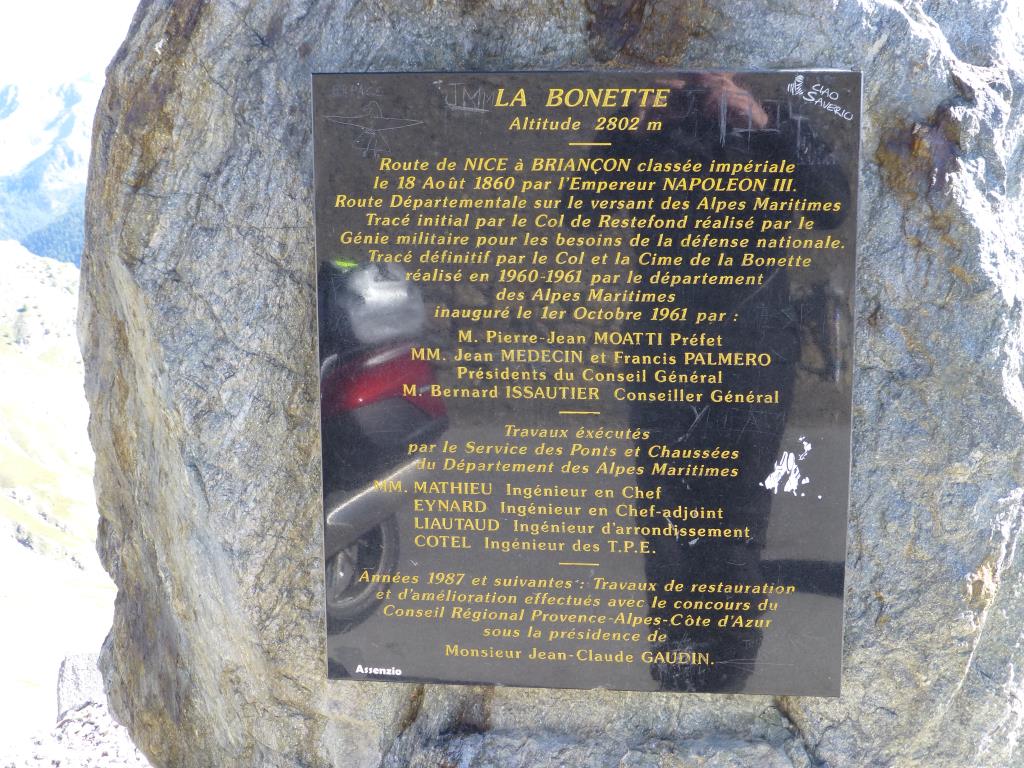 LA BONETTE
Altitude 2802 m
Route de NICE à BRIANÇON classée impériale
le 18 Août 1860 par l'Empereur NAPOLEON III.
Route Départementale sur le versant des Alpes Maritimes
Tracé initial par le Col de Restefond réalisé par le
Génie militaire pour les besoins de la défense nationale.
Tracé définitif par le Col et la Cime de la Bonette
réalisé en 1960-1961 par le département
des Alpes Maritimes
inauguré le 1er Octobre 1961 par :
M. Pierre-Jean MOATTI Préfet
MM. Jean MEDECIN et Francis PALMERO
Présidents du Conseil Général
M. Bernard ISSAUTIER Conseiller Général
Travaux éxécutés
par le Service des Ponts et Chaussées
du Département des Alpes Maritimes
MM. MATHIEU Ingénieur en Chef
EYNARD Ingénieur en Chef-adjoint
LIAUTAUD Ingénieur d'arrondissement
COTEL Ingénieur des T.P.E.
Années 1987 et suivantes : Travaux de restauration
et d'amélioration effectués avec le concours du
Conseil Régional Provence-Alpes-Côte d'Azur
sous la présidence de
Monsieur Jean-Claude GAUDIN.
Assenzio
CIAO
SAVERIO